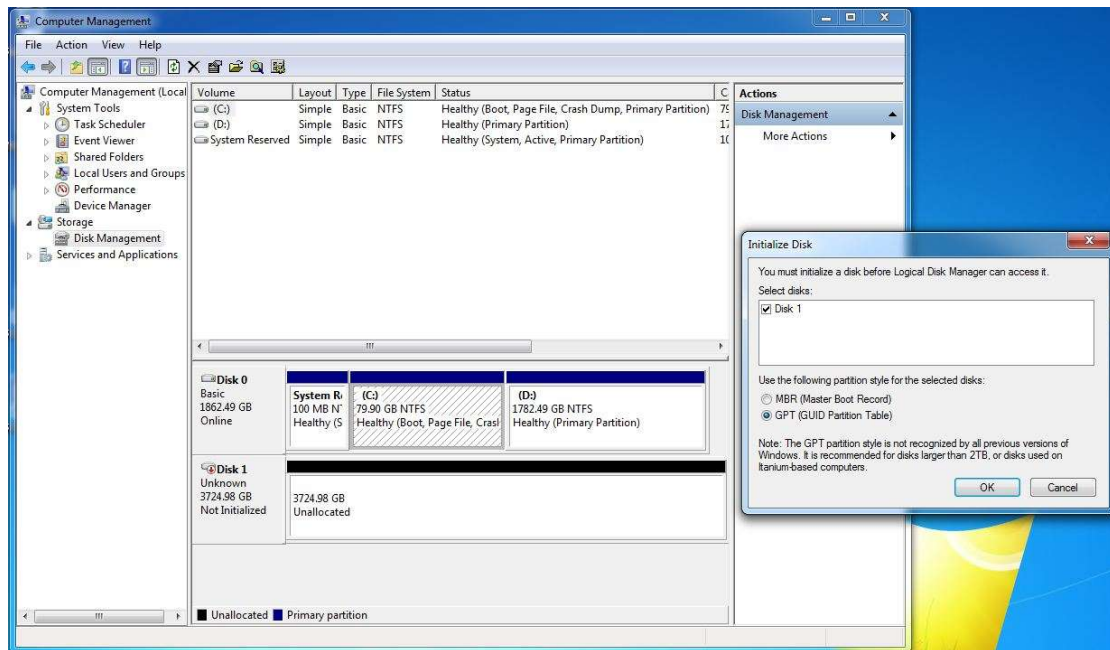 Computer Management
File Action View Help
Computer Management (Local
System Tools
Task Scheduler
Event Viewer
Shared Folders
Local Users and Groups
Performance
Device Manager
Storage
Disk Management
Services and Applications
Volume Layout Type File System Status C
(C:) Simple Basic NTFS Healthy (Boot, Page File, Crash Dump, Primary Partition) 79
(D:) Simple Basic NTFS Healthy (Primary Partition) 17
System Reserved Simple Basic NTFS Healthy (System, Active, Primary Partition) 10
Actions
Disk Management
More Actions
Disk 0
Basic
1862.49 GB
Online
System R
100 MB N
Healthy (S
(C:)
79.90 GB NTFS
Healthy (Boot, Page File, Crasl
(D:)
1782.49 GB NTFS
Healthy (Primary Partition)
Disk 1
Unknown
3724.98 GB
Not Initialized
3724.98 GB
Unallocated
Unallocated Primary partition
Initialize Disk
You must initialize a disk before Logical Disk Manager can access it.
Select disks:
Disk 1
Use the following partition style for the selected disks:
MBR (Master Boot Record)
GPT (GUID Partition Table)
Note: The GPT partition style is not recognized by all previous versions of
Windows. It is recommended for disks larger than 2TB, or disks used on
Itanium-based computers.
OK Cancel